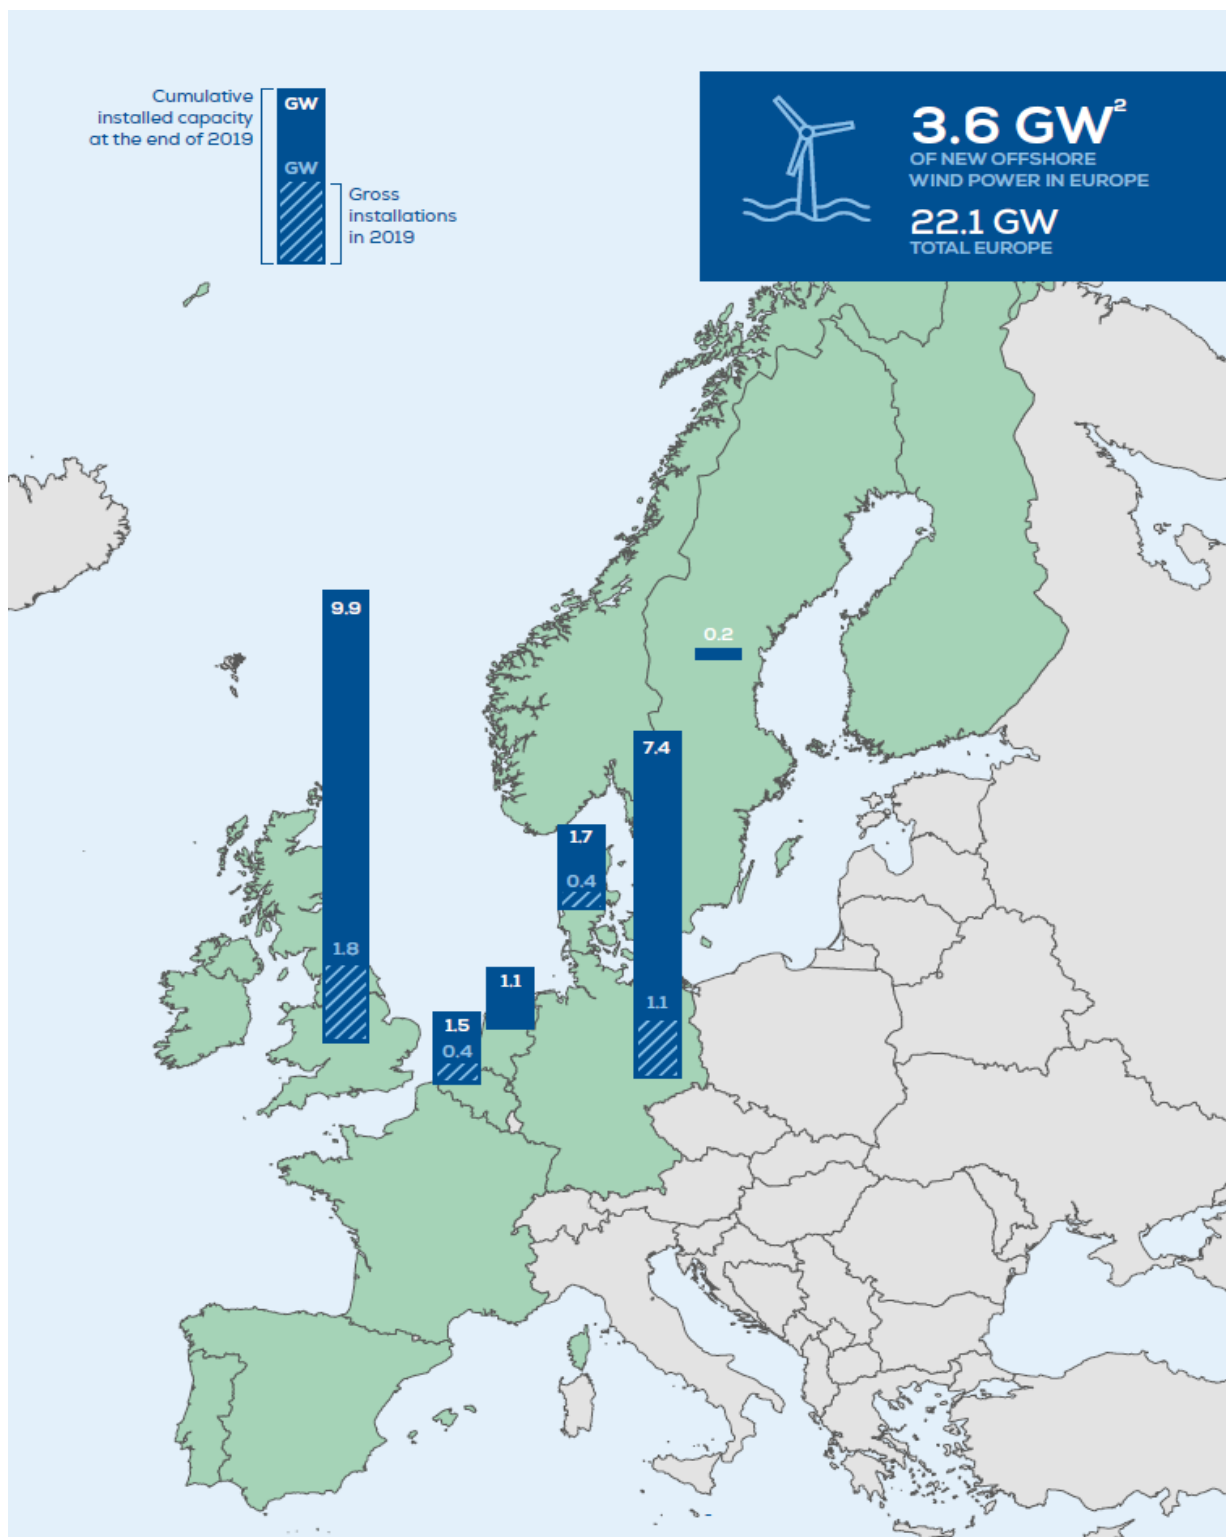 Cumulative
installed capacity
at the end of 2019
GW
GW
Gross
installations
in 2019
3.6 GW²
OF NEW OFFSHORE
WIND POWER IN EUROPE
22.1 GW
TOTAL EUROPE
9.9
1.8
0.2
7.4
1.1
1.7
0.4
1.1
1.5
0.4